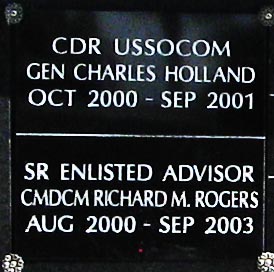 CDR USSOCOM
GEN CHARLES HOLLAND
OCT 2000 - SEP 2001
SR ENLISTED ADVISOR
CMDCM RICHARD M. ROGERS
AUG 2000 - SEP 2003